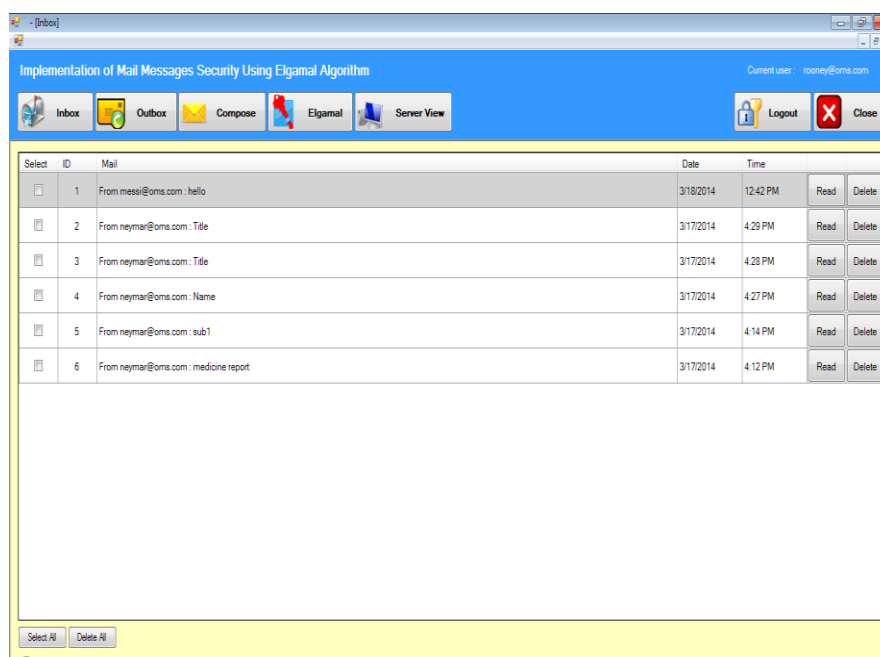 - [Inbox]
Implementation of Mail Messages Security Using Elgamal Algorithm
Current user : rooney@oms.com
Inbox Outbox Compose Elgamal Server View Logout Close
Select ID Mail Date Time
1 From messi@oms.com : hello 3/18/2014 12:42 PM Read Delete
2 From neymar@oms.com : Title 3/17/2014 4:29 PM Read Delete
3 From neymar@oms.com : Title 3/17/2014 4:28 PM Read Delete
4 From neymar@oms.com : Name 3/17/2014 4:27 PM Read Delete
5 From neymar@oms.com : sub1 3/17/2014 4:14 PM Read Delete
6 From neymar@oms.com : medicine report 3/17/2014 4:12 PM Read Delete
Select All Delete All